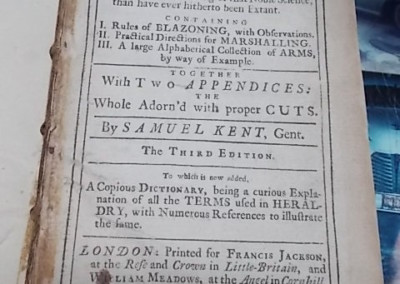 than have ever hitherto been Extant.
CONTAINING
I. Rules of BLAZONING, with Observations.
II. Practical Directions for MARSHALLING.
III. A large Alphabetical Collection of ARMS,
by way of Example.
TOGETHER
With Two APPENDICES:
THE
Whole Adorn'd with proper CUTS.
By SAMUEL KENT, Gent.
The THIRD EDITION.
To which is now added,
A Copious DICTIONARY, being a curious Expla-
nation of all the TERMS used in HERAL-
DRY, with Numerous References to illustrate
the same.
LONDON: Printed for FRANCIS JACKSON,
at the Rose and Crown in Little-Britain, and
WILLIAM MEADOWS, at the Angel in Cornhill